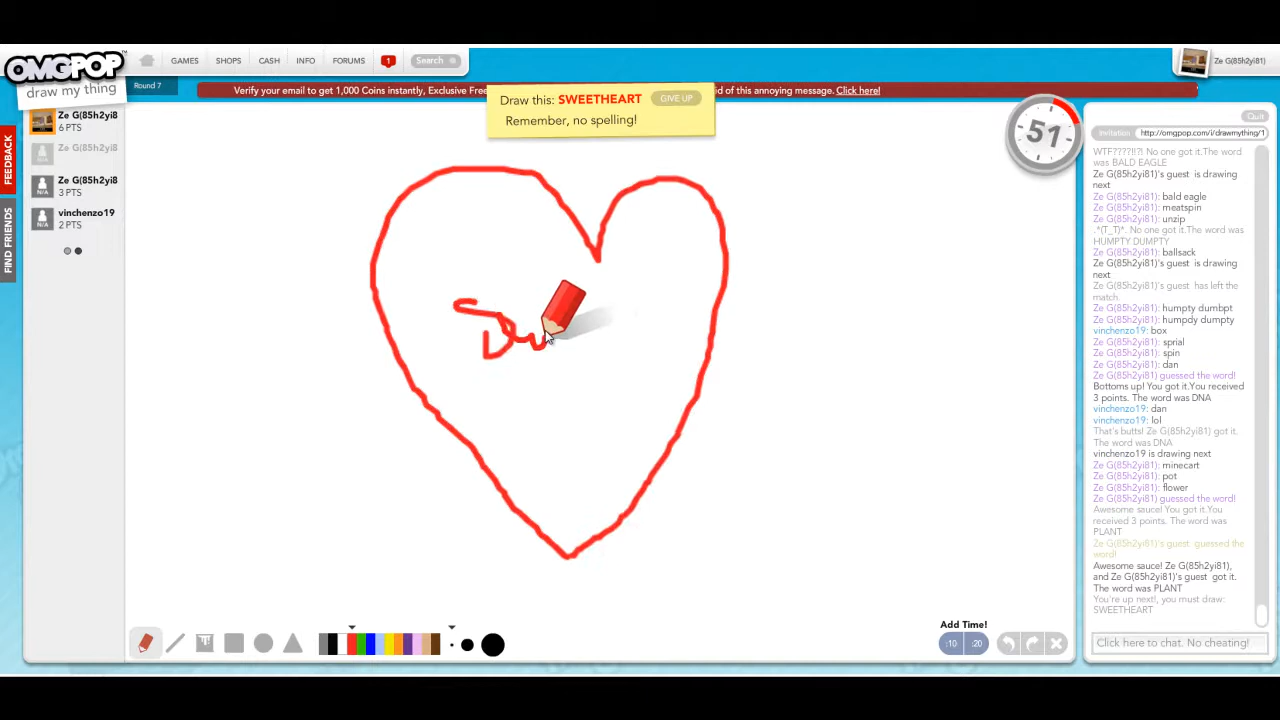 OMGPOP™
draw my thing
GAMES
SHOPS
CASH
INFO
FORUMS
1
Search
Ze G(85h2yi81)
Round 7
Verify your email to get 1,000 Coins instantly, Exclusive Free
id of this annoying message. Click here!
Draw this: SWEETHEART
GIVE UP
Remember, no spelling!
FEEDBACK
FIND FRIENDS
Ze G(85h2yi8
6 PTS
Ze G(85h2yi8
N/A
Ze G(85h2yi8
3 PTS
N/A
vinchenzo19
2 PTS
N/A
51
Quit
Invitation
http://omgpop.com/i/drawmything/1
WTF????!!?! No one got it.The word
was BALD EAGLE
Ze G(85h2yi81)'s guest is drawing
next
Ze G(85h2yi81): bald eagle
Ze G(85h2yi81): meatspin
Ze G(85h2yi81): unzip
.*(T_T)*. No one got it.The word was
HUMPTY DUMPTY
Ze G(85h2yi81): ballsack
Ze G(85h2yi81)'s guest is drawing
next
Ze G(85h2yi81)'s guest has left the
match.
Ze G(85h2yi81): humpty dumbpt
Ze G(85h2yi81): humpdy dumpty
vinchenzo19: box
Ze G(85h2yi81): sprial
Ze G(85h2yi81): spin
Ze G(85h2yi81): dan
Ze G(85h2yi81) guessed the word!
Bottoms up! You got it.You received
3 points. The word was DNA
vinchenzo19: dan
vinchenzo19: lol
That's butts! Ze G(85h2yi81) got it.
The word was DNA
vinchenzo19 is drawing next
Ze G(85h2yi81): minecart
Ze G(85h2yi81): pot
Ze G(85h2yi81): flower
Ze G(85h2yi81) guessed the word!
Awesome sauce! You got it.You
received 3 points. The word was
PLANT
Ze G(85h2yi81)'s guest guessed the
word!
Awesome sauce! Ze G(85h2yi81),
and Ze G(85h2yi81)'s guest got it.
The word was PLANT
You're up next!, you must draw:
SWEETHEART
Click here to chat. No cheating!
Add Time!
:10
:20